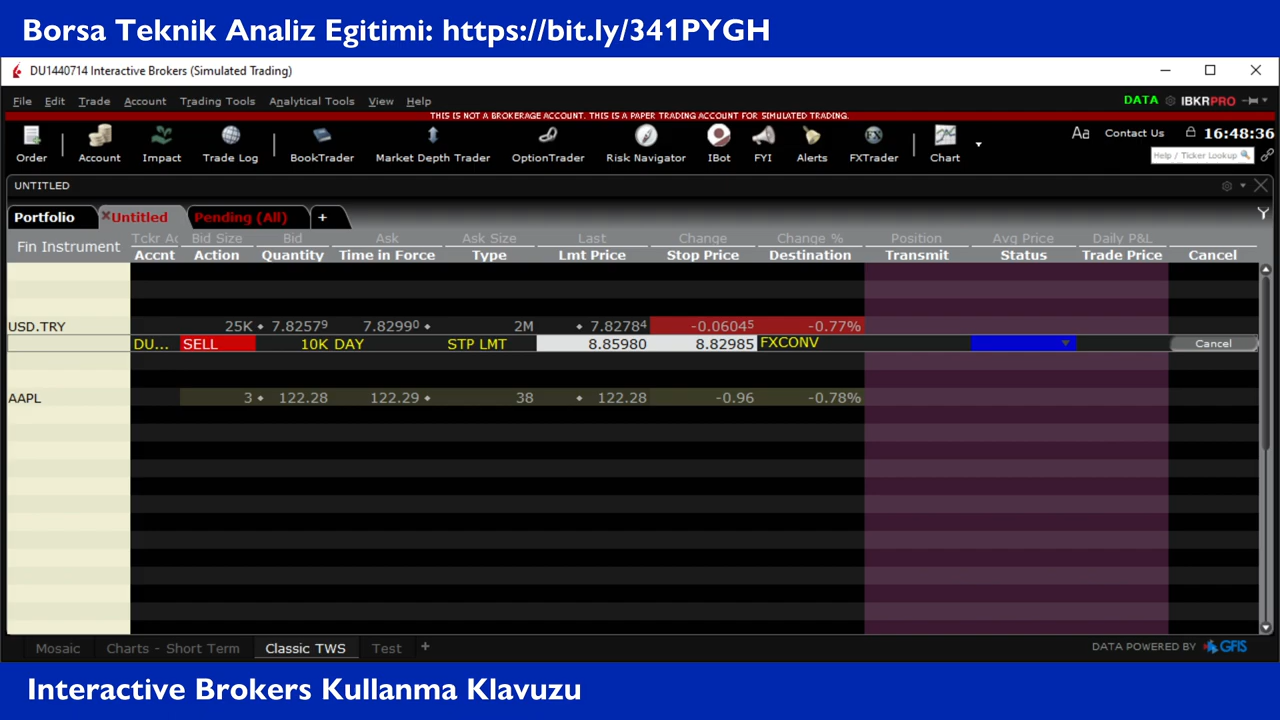 Borsa Teknik Analiz Egitimi: https://bit.ly/341PYGH
DU1440714 Interactive Brokers (Simulated Trading)
File Edit Trade Account Trading Tools Analytical Tools View Help DATA IBKRPRO
THIS IS NOT A BROKERAGE ACCOUNT. THIS IS A PAPER TRADING ACCOUNT FOR SIMULATED TRADING.
Order Account Impact Trade Log BookTrader Market Depth Trader OptionTrader Risk Navigator IBot FYI Alerts FXTrader Chart Aa Contact Us 16:48:36
Help / Ticker Lookup
UNTITLED
Portfolio Untitled Pending (All) +
Fin Instrument Tckr Ac Bid Size Bid Ask Ask Size Last Change Change % Position Avg Price Daily P&L
Accnt Action Quantity Time in Force Type Lmt Price Stop Price Destination Transmit Status Trade Price Cancel
USD.TRY 25K 7.82579 7.82990 2M 7.82784 -0.06045 -0.77%
DU... SELL 10K DAY STP LMT 8.85980 8.82985 FXCONV Cancel
AAPL 3 122.28 122.29 38 122.28 -0.96 -0.78%
Mosaic Charts - Short Term Classic TWS Test + DATA POWERED BY GFIS
Interactive Brokers Kullanma Klavuzu